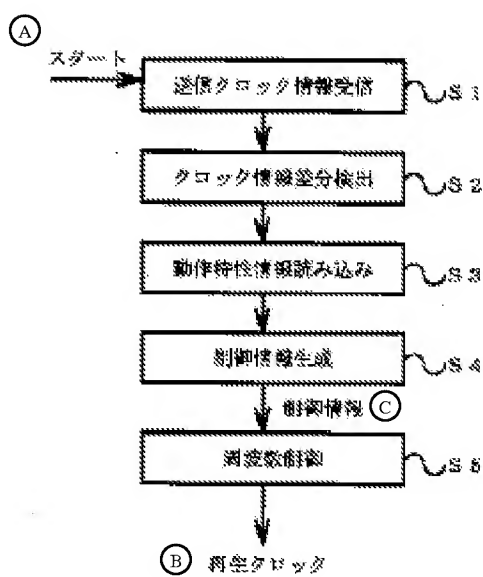 A
スタート
送信クロック情報受信
S1
クロック情報差分検出
S2
動作特性情報読み込み
S3
制御情報生成
S4
制御情報 C
周波数制御
S5
B 再生クロック